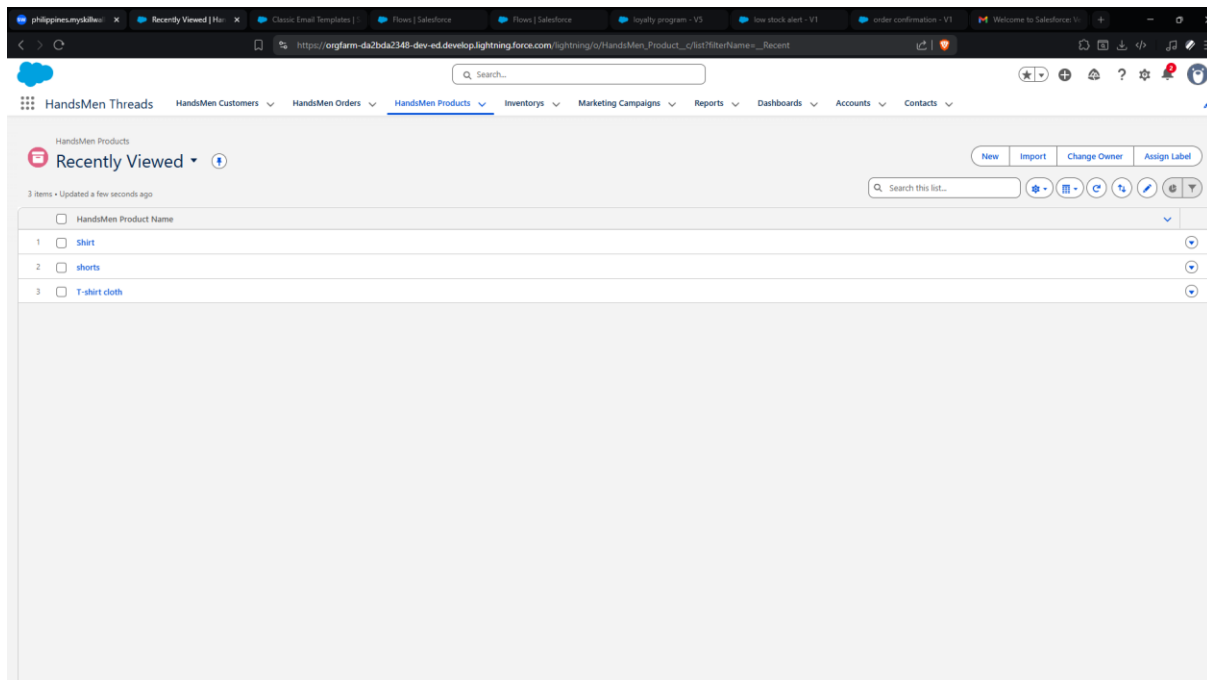 philippines.myskillwal
Recently Viewed | Har
Classic Email Templates | S
Flows | Salesforce
Flows | Salesforce
loyalty program - V5
low stock alert - V1
order confirmation - V1
Welcome to Salesforce: V
https://orgfarm-da2bda2348-dev-ed.develop.lightning.force.com/lightning/o/HandsMen_Product__c/list?filterName=__Recent
Search...
HandsMen Threads
HandsMen Customers
HandsMen Orders
HandsMen Products
Inventorys
Marketing Campaigns
Reports
Dashboards
Accounts
Contacts
HandsMen Products
Recently Viewed
New
Import
Change Owner
Assign Label
3 items • Updated a few seconds ago
Search this list...
HandsMen Product Name
1 Shirt
2 shorts
3 T-shirt cloth